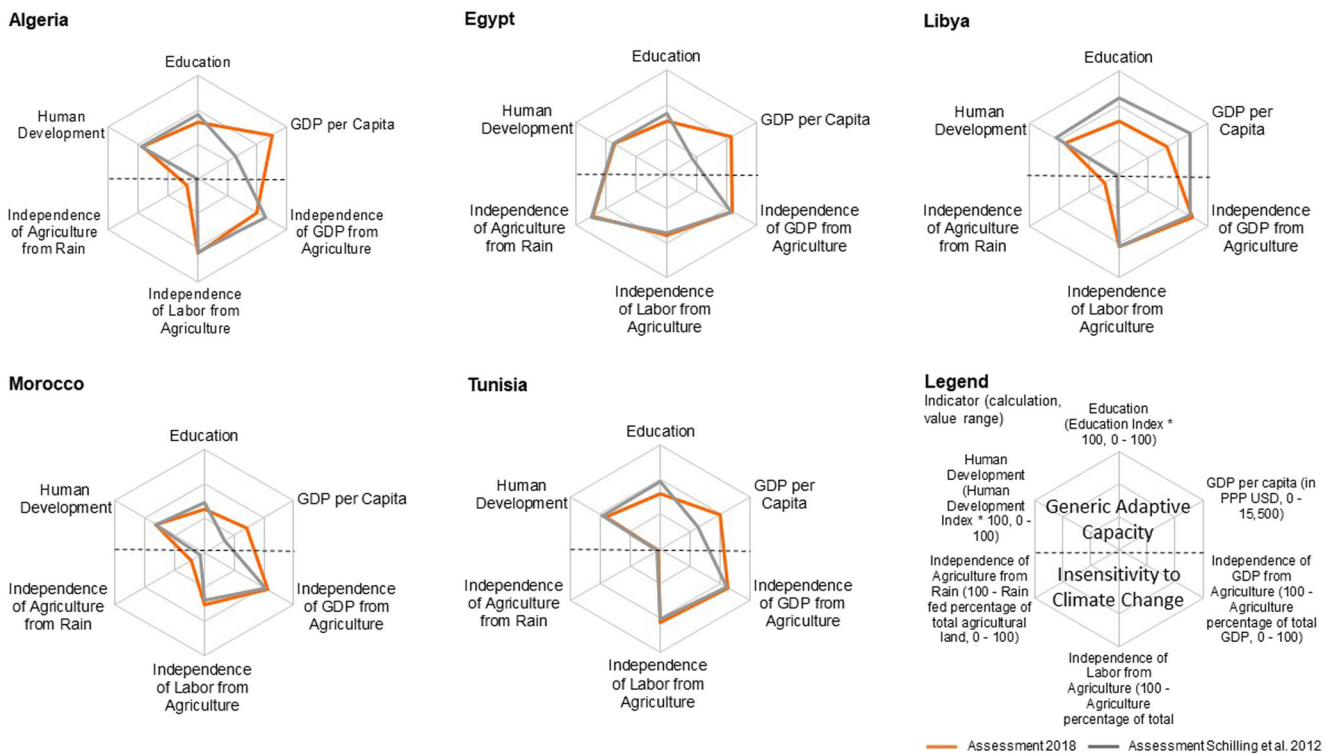 Algeria
Education
Human
Development
GDP per Capita
Independence
of Agriculture
from Rain
Independence
of GDP from
Agriculture
Independence
of Labor from
Agriculture
Egypt
Education
Human
Development
GDP per Capita
Independence
of Agriculture
from Rain
Independence
of GDP from
Agriculture
Independence
of Labor from
Agriculture
Libya
Education
Human
Development
GDP per
Capita
Independence
of Agriculture
from Rain
Independence
of GDP from
Agriculture
Independence
of Labor from
Agriculture
Morocco
Education
Human
Development
GDP per Capita
Independence
of Agriculture
from Rain
Independence
of GDP from
Agriculture
Independence
of Labor from
Agriculture
Tunisia
Education
Human
Development
GDP per
Capita
Independence
of Agriculture
from Rain
Independence
of GDP from
Agriculture
Independence
of Labor from
Agriculture
Legend
Indicator (calculation,
value range)
Education
(Education Index *
100, 0 - 100)
Human
Development
(Human
Development
Index * 100, 0 -
100)
GDP per capita (in
PPP USD, 0 -
15,500)
Generic Adaptive
Capacity
Insensitivity to
Climate Change
Independence of
Agriculture from
Rain (100 - Rain
fed percentage of
total agricultural
land, 0 - 100)
Independence of
GDP from
Agriculture (100 -
Agriculture
percentage of total
GDP, 0 - 100)
Independence of
Labor from
Agriculture (100 -
Agriculture
percentage of total
Assessment 2018
Assessment Schilling et al. 2012